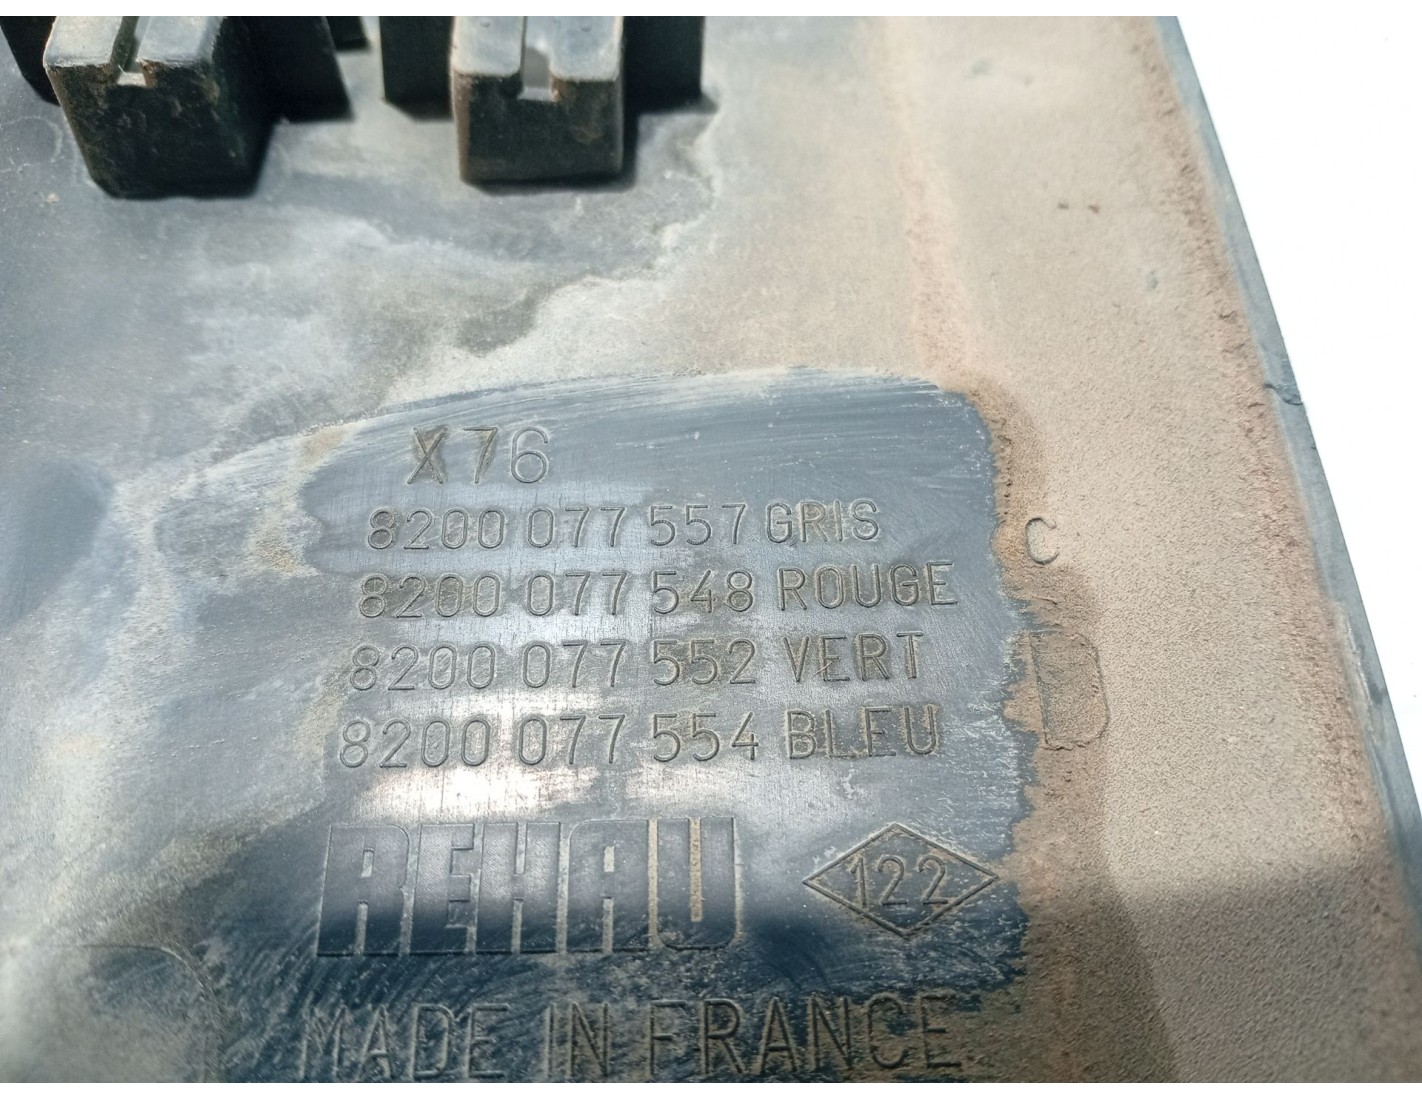 X76
8200 077 557 GRIS
C
8200 077 548 ROUGE
8200 077 552 VERT
8200 077 554 BLEU
REHAU
122
MADE IN FRANCE